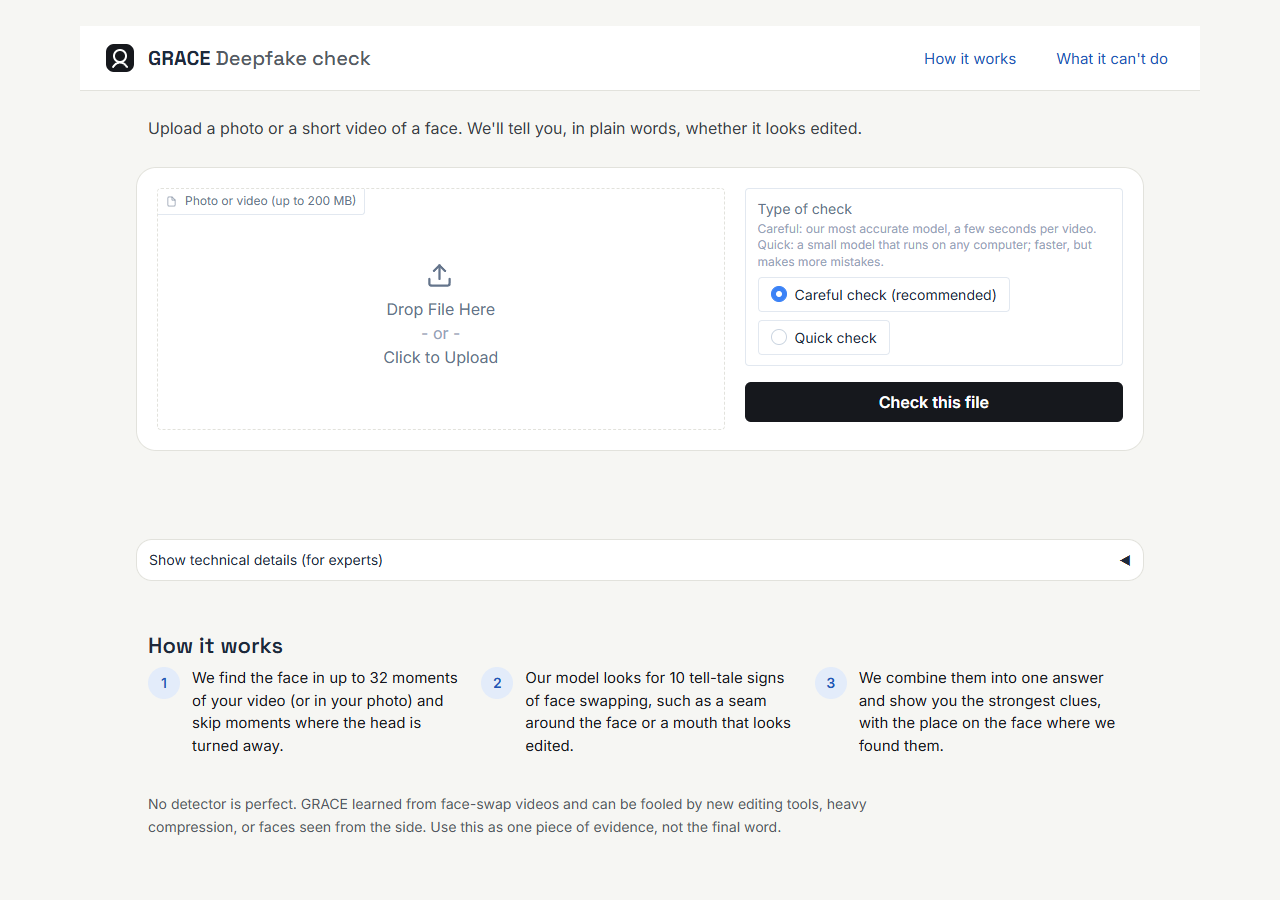 GRACE Deepfake check
How it works
What it can't do
Upload a photo or a short video of a face. We'll tell you, in plain words, whether it looks edited.
Photo or video (up to 200 MB)
Drop File Here
- or -
Click to Upload
Type of check
Careful: our most accurate model, a few seconds per video.
Quick: a small model that runs on any computer; faster, but
makes more mistakes.
Careful check (recommended)
Quick check
Check this file
Show technical details (for experts)
How it works
1
We find the face in up to 32 moments
of your video (or in your photo) and
skip moments where the head is
turned away.
2
Our model looks for 10 tell-tale signs
of face swapping, such as a seam
around the face or a mouth that looks
edited.
3
We combine them into one answer
and show you the strongest clues,
with the place on the face where we
found them.
No detector is perfect. GRACE learned from face-swap videos and can be fooled by new editing tools, heavy
compression, or faces seen from the side. Use this as one piece of evidence, not the final word.